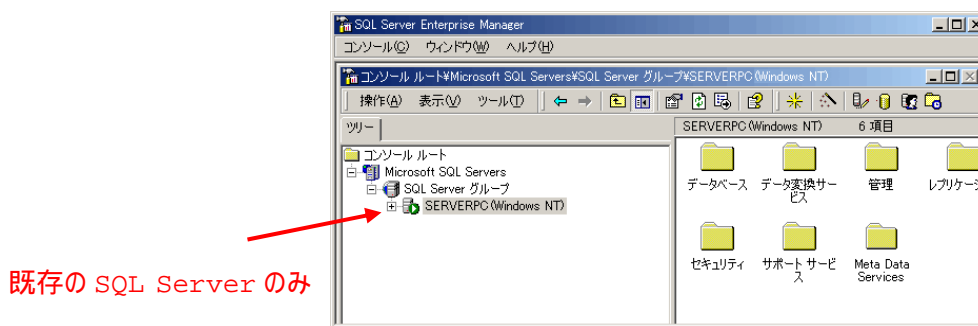 SQL Server Enterprise Manager
コンソール(C) ウィンドウ(W) ヘルプ(H)
コンソール ルート¥Microsoft SQL Servers¥SQL Server グループ¥SERVERPC(Windows NT)
操作(A) 表示(V) ツール(T)
ツリー
コンソール ルート
Microsoft SQL Servers
SQL Server グループ
SERVERPC(Windows NT)
SERVERPC(Windows NT) 6 項目
データベース
データ変換サー
ビス
管理
レプリケーシ
セキュリティ
サポート サービ
ス
Meta Data
Services
既存の SQL Server のみ